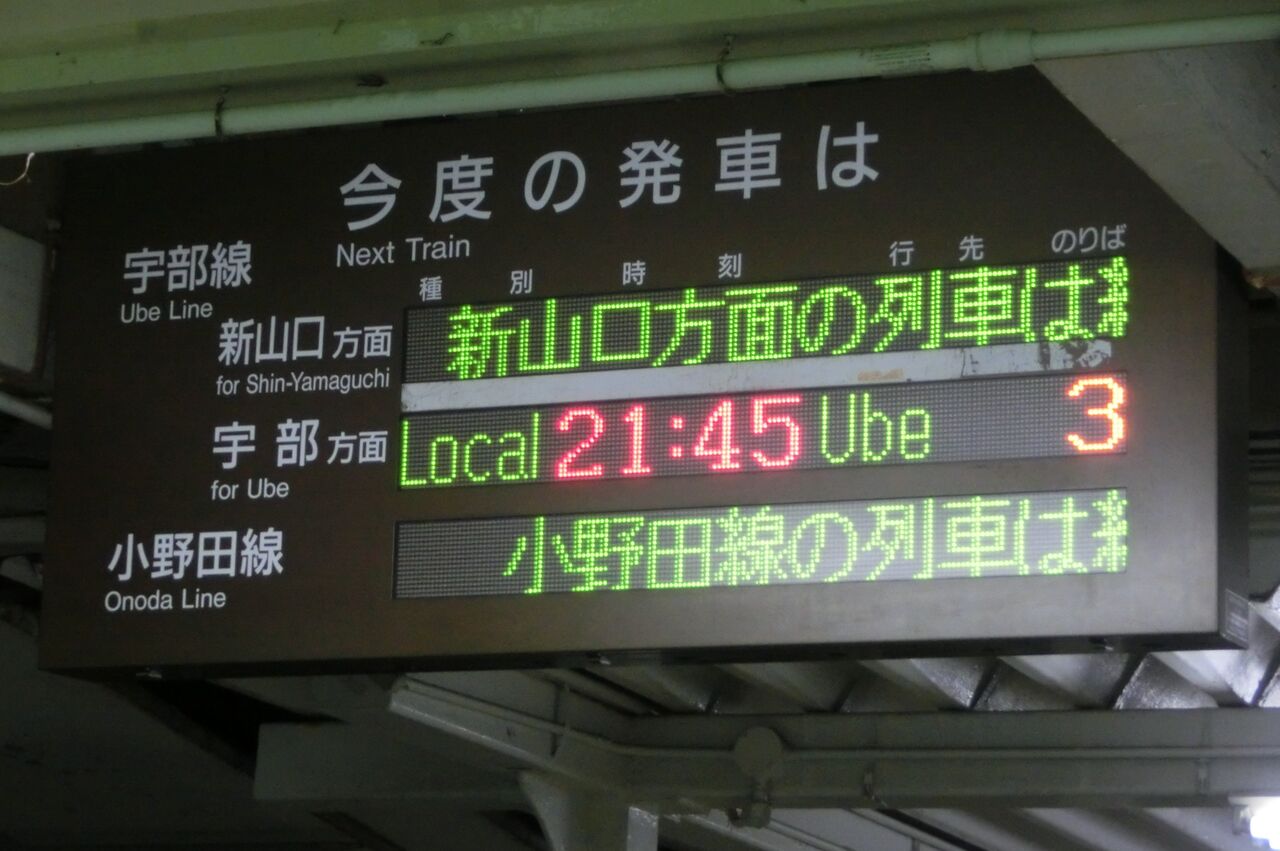 今度の発車は
Next Train
宇部線
Ube Line
種別 時刻 行先 のりば
新山口方面
for Shin-Yamaguchi
新山口方面の列車は
宇部方面
for Ube
Local 21:45 Ube 3
小野田線
Onoda Line
小野田線の列車は